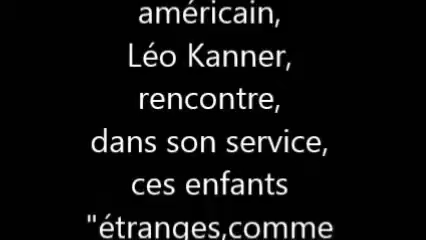 américain,
Léo Kanner,
rencontre,
dans son service,
ces enfants
"étranges,comme